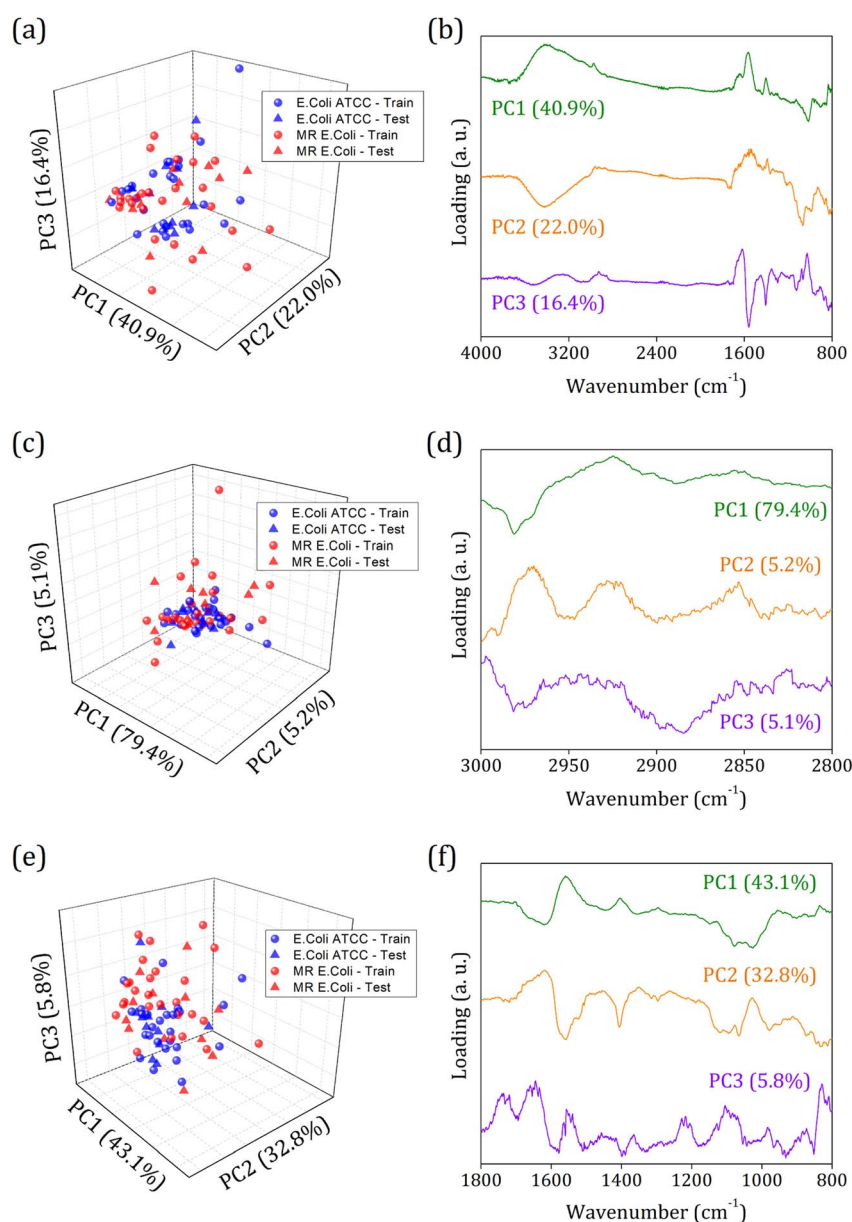 (a)
E.Coli ATCC - Train
E.Coli ATCC - Test
MR E.Coli - Train
MR E.Coli - Test
PC3 (16.4%)
PC1 (40.9%)
PC2 (22.0%)
(b)
PC1 (40.9%)
PC2 (22.0%)
PC3 (16.4%)
Loading (a. u.)
4000 3200 2400 1600 800
Wavenumber (cm⁻¹)
(c)
E.Coli ATCC - Train
E.Coli ATCC - Test
MR E.Coli - Train
MR E.Coli - Test
PC3 (5.1%)
PC1 (79.4%)
PC2 (5.2%)
(d)
PC1 (79.4%)
PC2 (5.2%)
PC3 (5.1%)
Loading (a. u.)
3000 2950 2900 2850 2800
Wavenumber (cm⁻¹)
(e)
E.Coli ATCC - Train
E.Coli ATCC - Test
MR E.Coli - Train
MR E.Coli - Test
PC3 (5.8%)
PC1 (43.1%)
PC2 (32.8%)
(f)
PC1 (43.1%)
PC2 (32.8%)
PC3 (5.8%)
Loading (a. u.)
1800 1600 1400 1200 1000 800
Wavenumber (cm⁻¹)